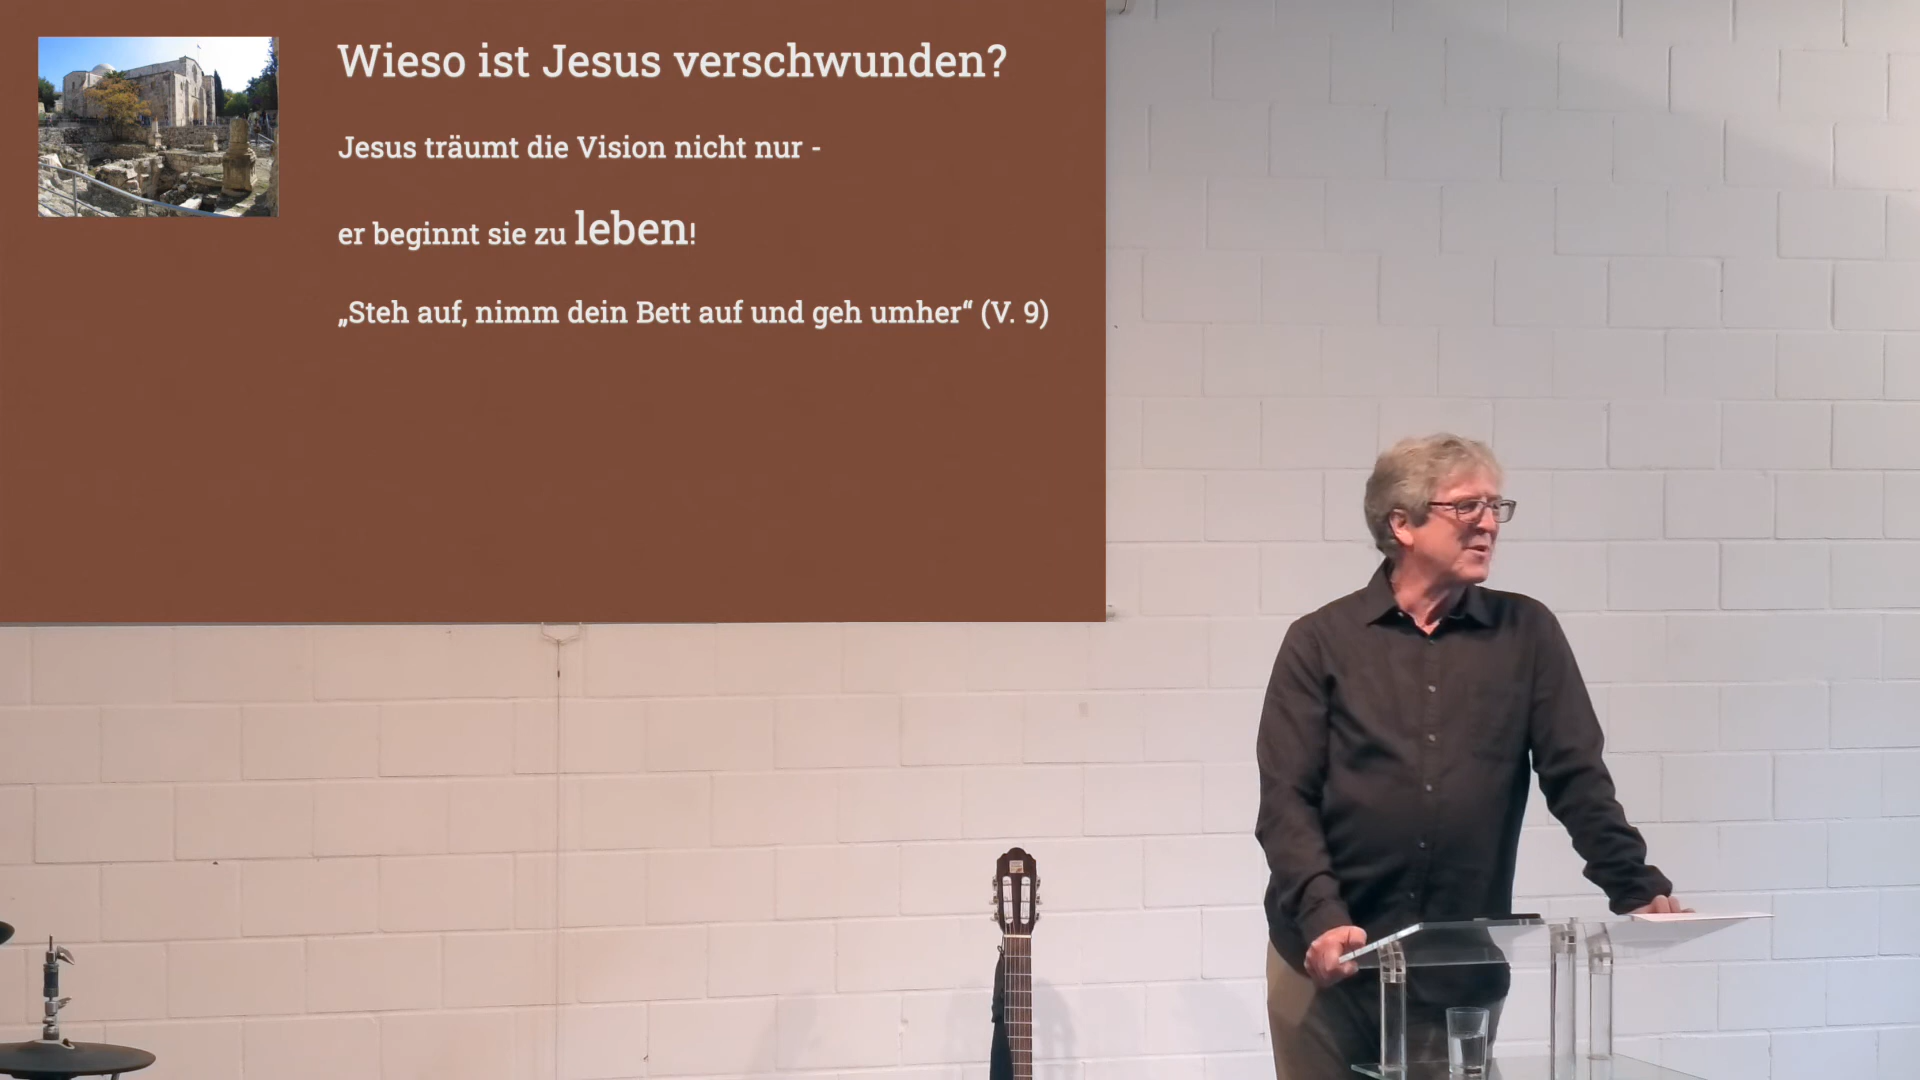 Wieso ist Jesus verschwunden?
Jesus träumt die Vision nicht nur -
er beginnt sie zu leben!
„Steh auf, nimm dein Bett auf und geh umher“ (V. 9)